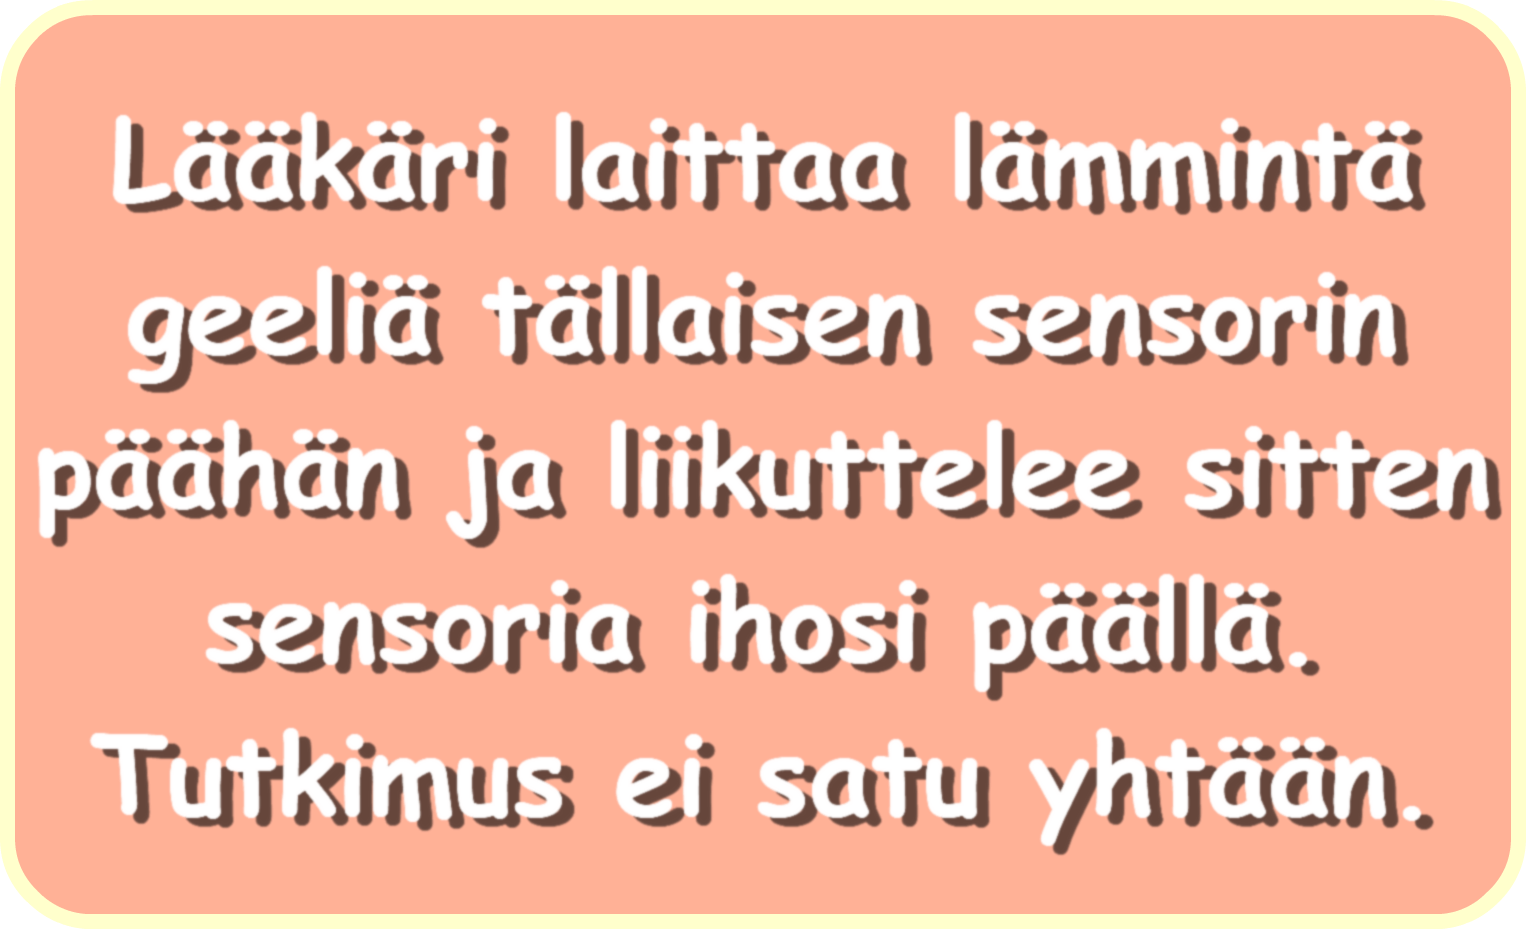 Lääkäri laittaa lämmintä
geeliä tällaisen sensorin
päähän ja liikuttelee sitten
sensoria ihosi päällä.
Tutkimus ei satu yhtään.